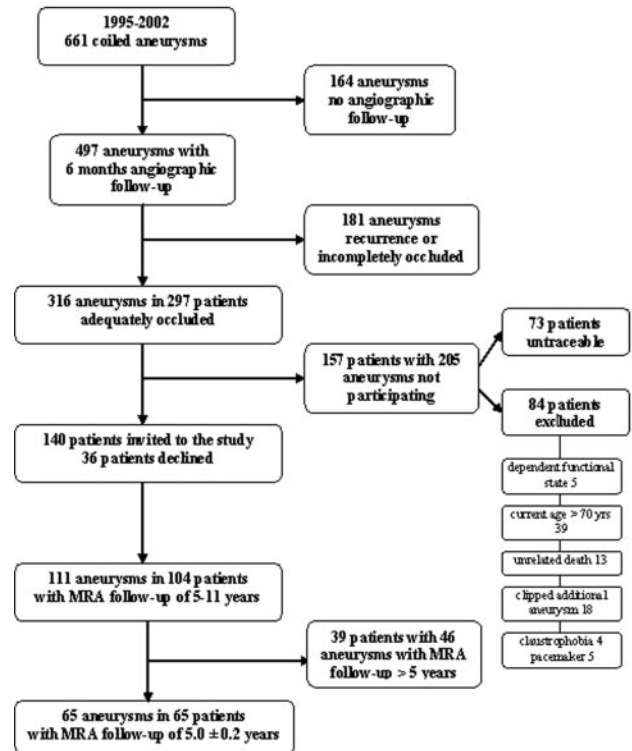 1995-2002
661 coiled aneurysms
164 aneurysms
no angiographic
follow-up
497 aneurysms with
6 months angiographic
follow-up
181 aneurysms
recurrence or
incompletely occluded
316 aneurysms in 297 patients
adequately occluded
73 patients
untraceable
157 patients with 205
aneurysms not
participating
84 patients
excluded
140 patients invited to the study
36 patients declined
dependent functional
state 5
current age > 70 yrs
39
unrelated death 13
clipped additional
aneurysm 18
claustrophobia 4
pacemaker 5
111 aneurysms in 104 patients
with MRA follow-up of 5-11 years
39 patients with 46
aneurysms with MRA
follow-up > 5 years
65 aneurysms in 65 patients
with MRA follow-up of 5.0 ±0.2 years